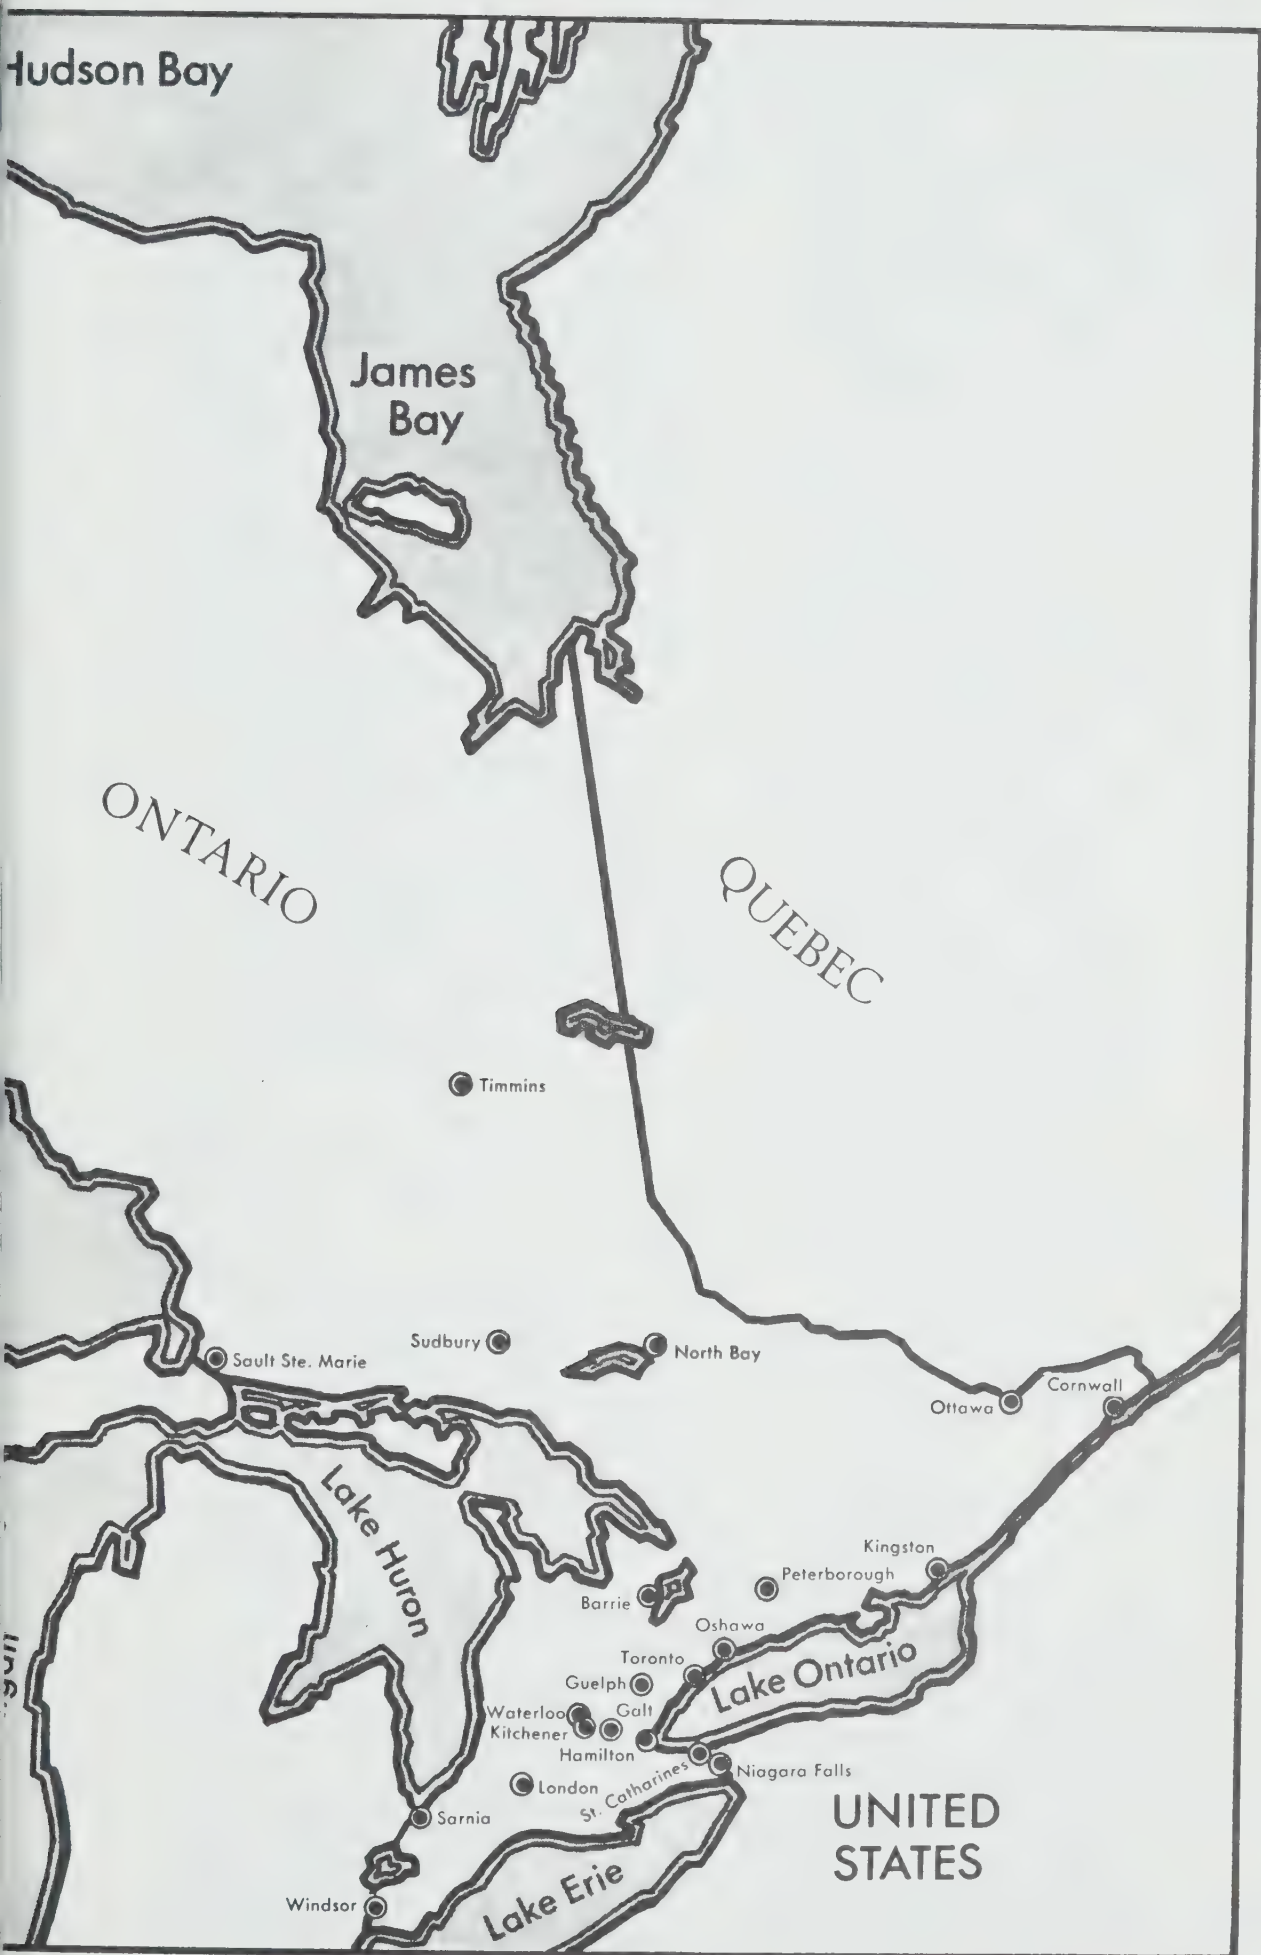 Hudson Bay
James
Bay
ONTARIO
QUEBEC
Timmins
Sudbury
North Bay
Sault Ste. Marie
Cornwall
Ottawa
Lake Huron
Kingston
Peterborough
Barrie
Oshawa
Toronto
Lake Ontario
Guelph
Waterloo
Galt
Kitchener
Hamilton
Niagara Falls
St. Catharines
London
Sarnia
UNITED
STATES
Lake Erie
Windsor